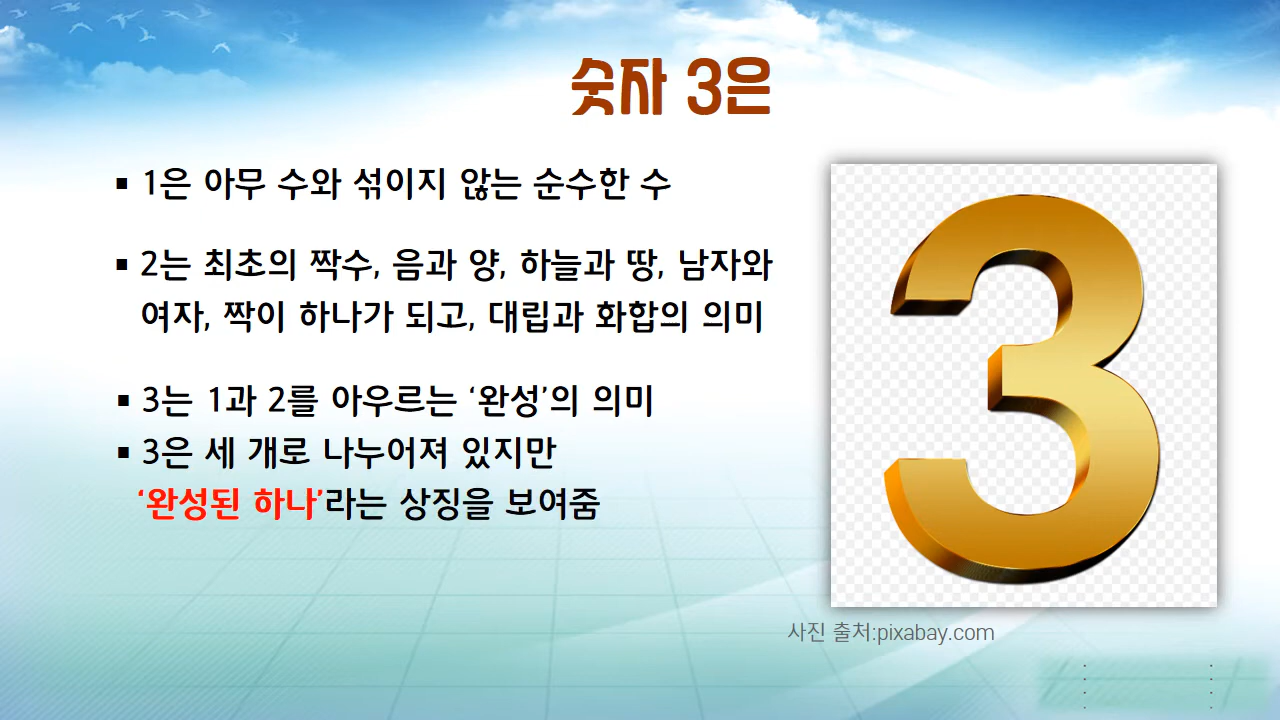 숫자 3은
▪ 1은 아무 수와 섞이지 않는 순수한 수
▪ 2는 최초의 짝수, 음과 양, 하늘과 땅, 남자와
여자, 짝이 하나가 되고, 대립과 화합의 의미
▪ 3는 1과 2를 아우르는 ‘완성’의 의미
▪ 3은 세 개로 나누어져 있지만
‘완성된 하나’라는 상징을 보여줌
3
사진 출처:pixabay.com